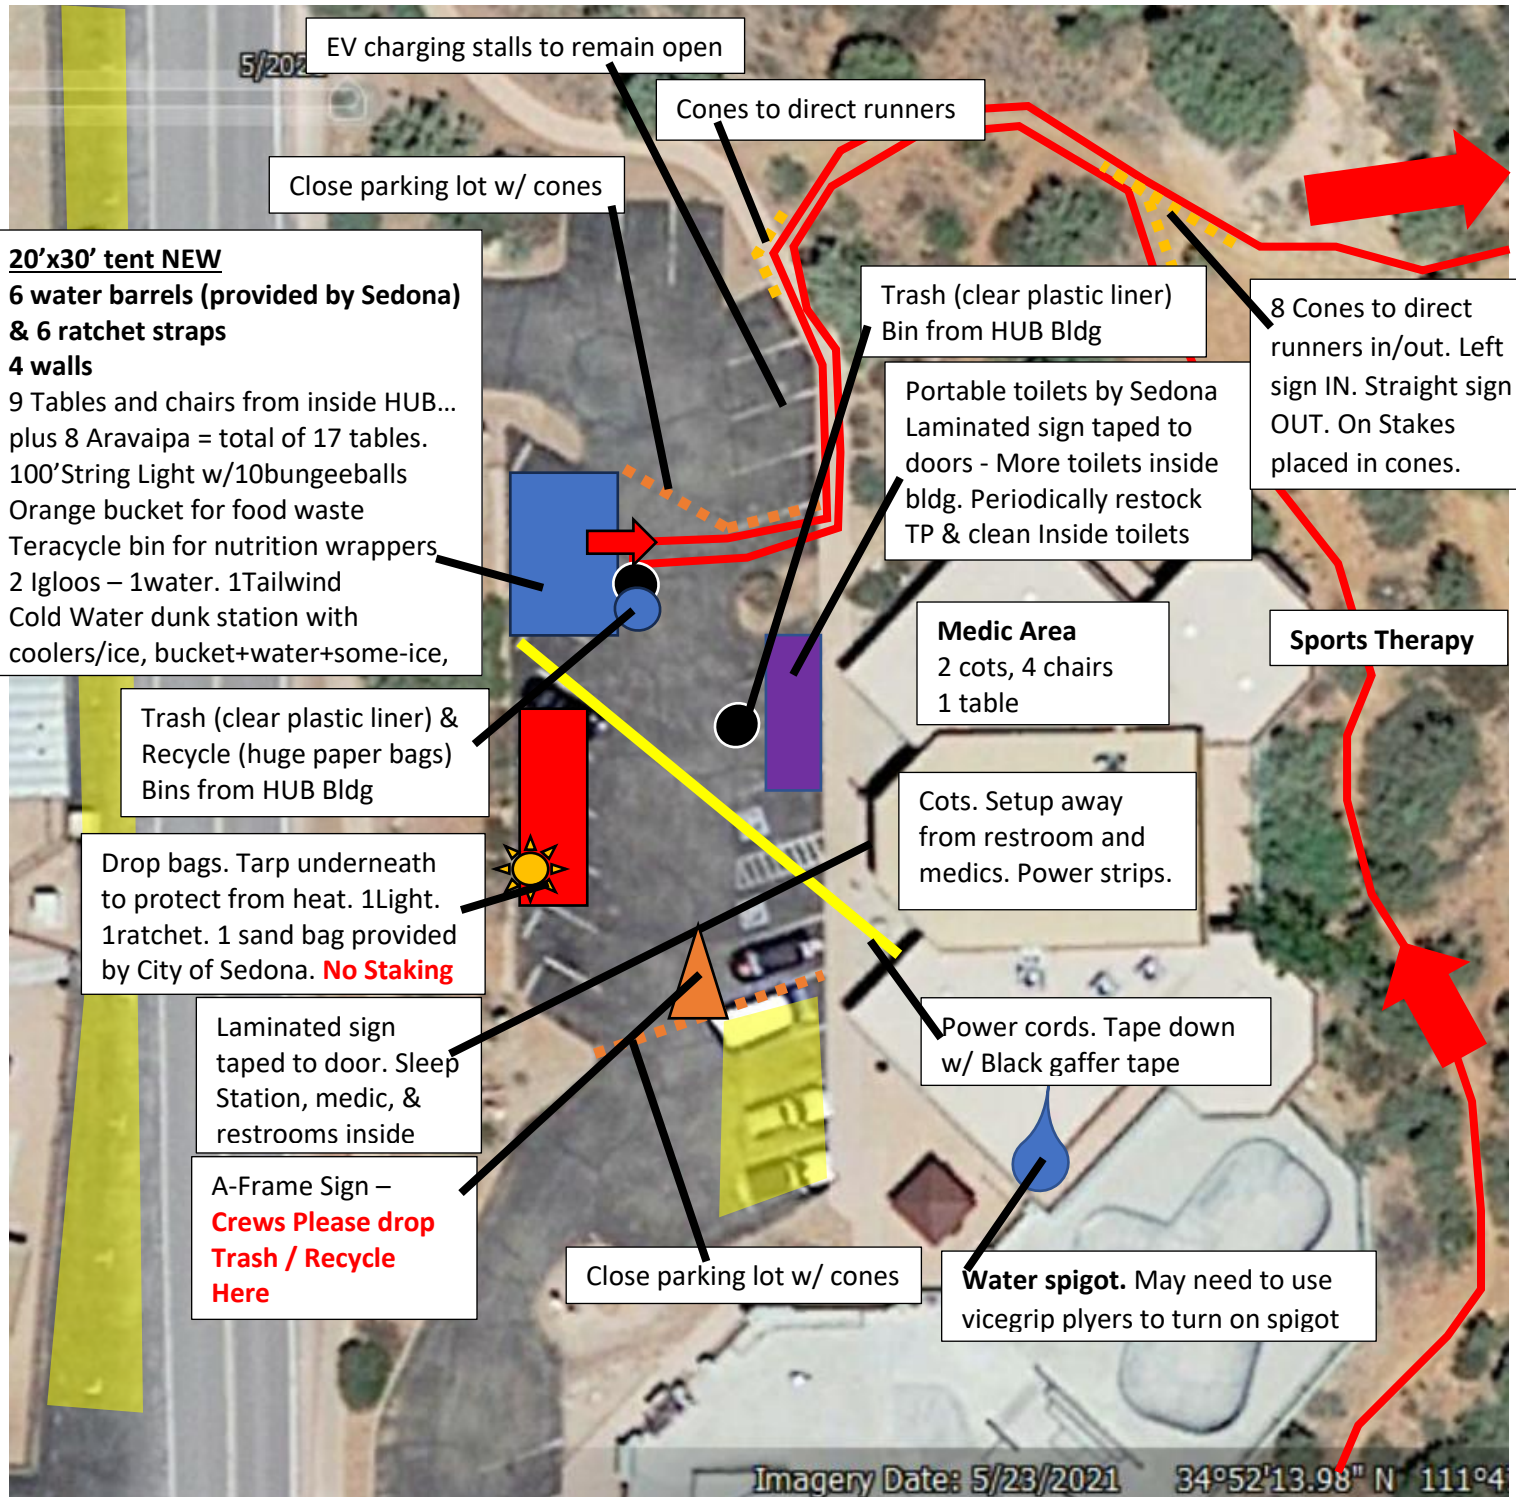 5/202
EV charging stalls to remain open
Cones to direct runners
Close parking lot w/ cones
20’x30’ tent NEW
6 water barrels (provided by Sedona)
& 6 ratchet straps
4 walls
9 Tables and chairs from inside HUB...
plus 8 Aravaipa = total of 17 tables.
100’String Light w/10bungeeballs
Orange bucket for food waste
Teracycle bin for nutrition wrappers
2 Igloos – 1water. 1Tailwind
Cold Water dunk station with
coolers/ice, bucket+water+some-ice,
Trash (clear plastic liner)
Bin from HUB Bldg
8 Cones to direct
runners in/out. Left
sign IN. Straight sign
OUT. On Stakes
placed in cones.
Portable toilets by Sedona
Laminated sign taped to
doors - More toilets inside
bldg. Periodically restock
TP & clean Inside toilets
Medic Area
2 cots, 4 chairs
1 table
Sports Therapy
Trash (clear plastic liner) &
Recycle (huge paper bags)
Bins from HUB Bldg
Cots. Setup away
from restroom and
medics. Power strips.
Drop bags. Tarp underneath
to protect from heat. 1Light.
1ratchet. 1 sand bag provided
by City of Sedona. No Staking
Laminated sign
taped to door. Sleep
Station, medic, &
restrooms inside
Power cords. Tape down
w/ Black gaffer tape
A-Frame Sign –
Crews Please drop
Trash / Recycle
Here
Close parking lot w/ cones
Water spigot. May need to use
vicegrip plyers to turn on spigot
Imagery Date: 5/23/2021 34°52'13.98" N 111°4